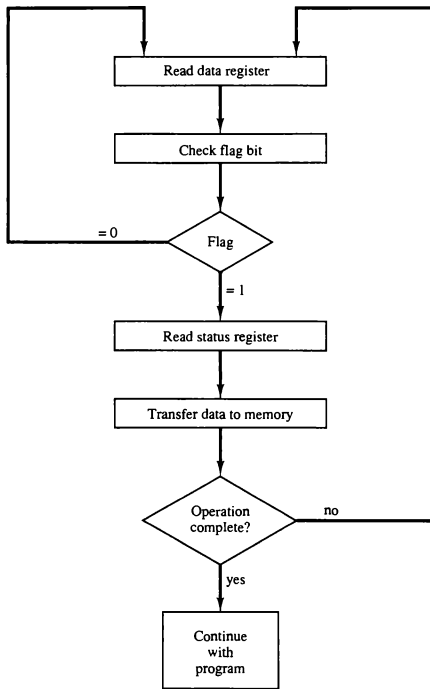 Read data register
Check flag bit
Flag
= 0
= 1
Read status register
Transfer data to memory
Operation
complete?
no
yes
Continue
with
program